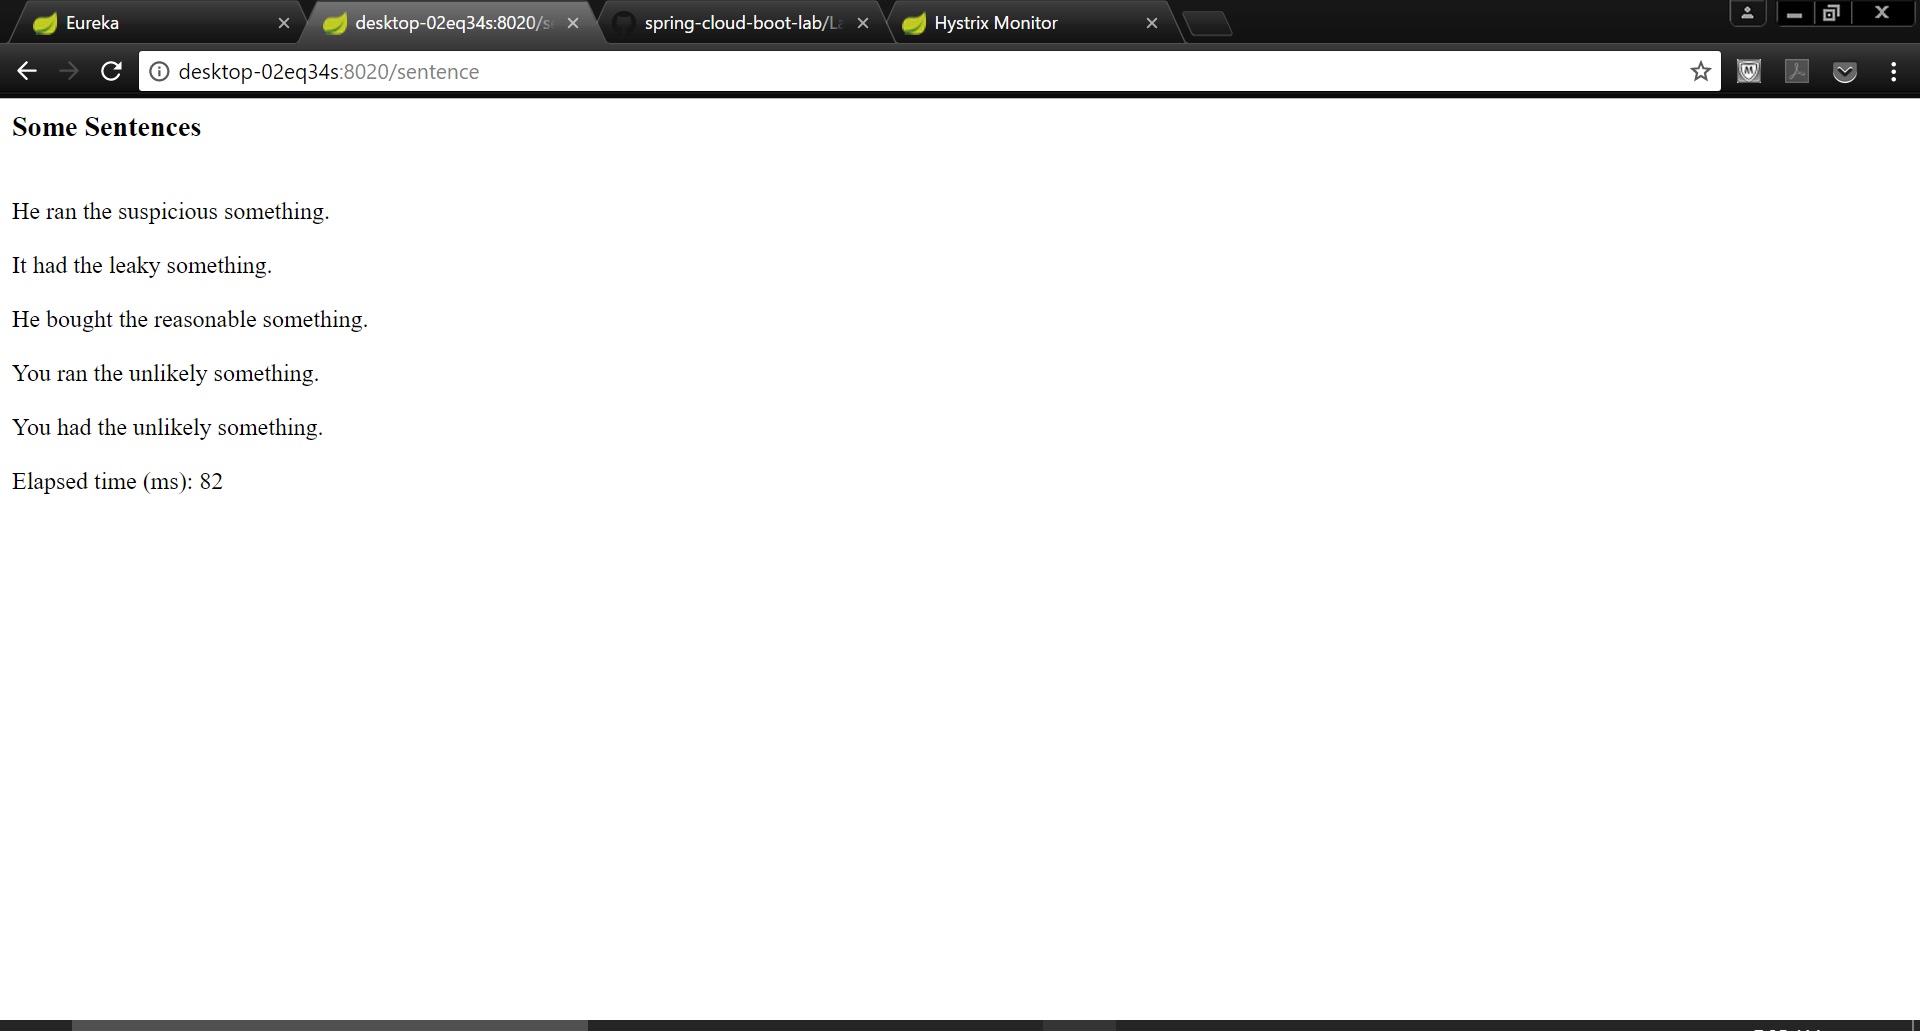 Eureka
desktop-02eq34s:8020/s
spring-cloud-boot-lab/L
Hystrix Monitor
desktop-02eq34s:8020/sentence
Some Sentences
He ran the suspicious something.
It had the leaky something.
He bought the reasonable something.
You ran the unlikely something.
You had the unlikely something.
Elapsed time (ms): 82